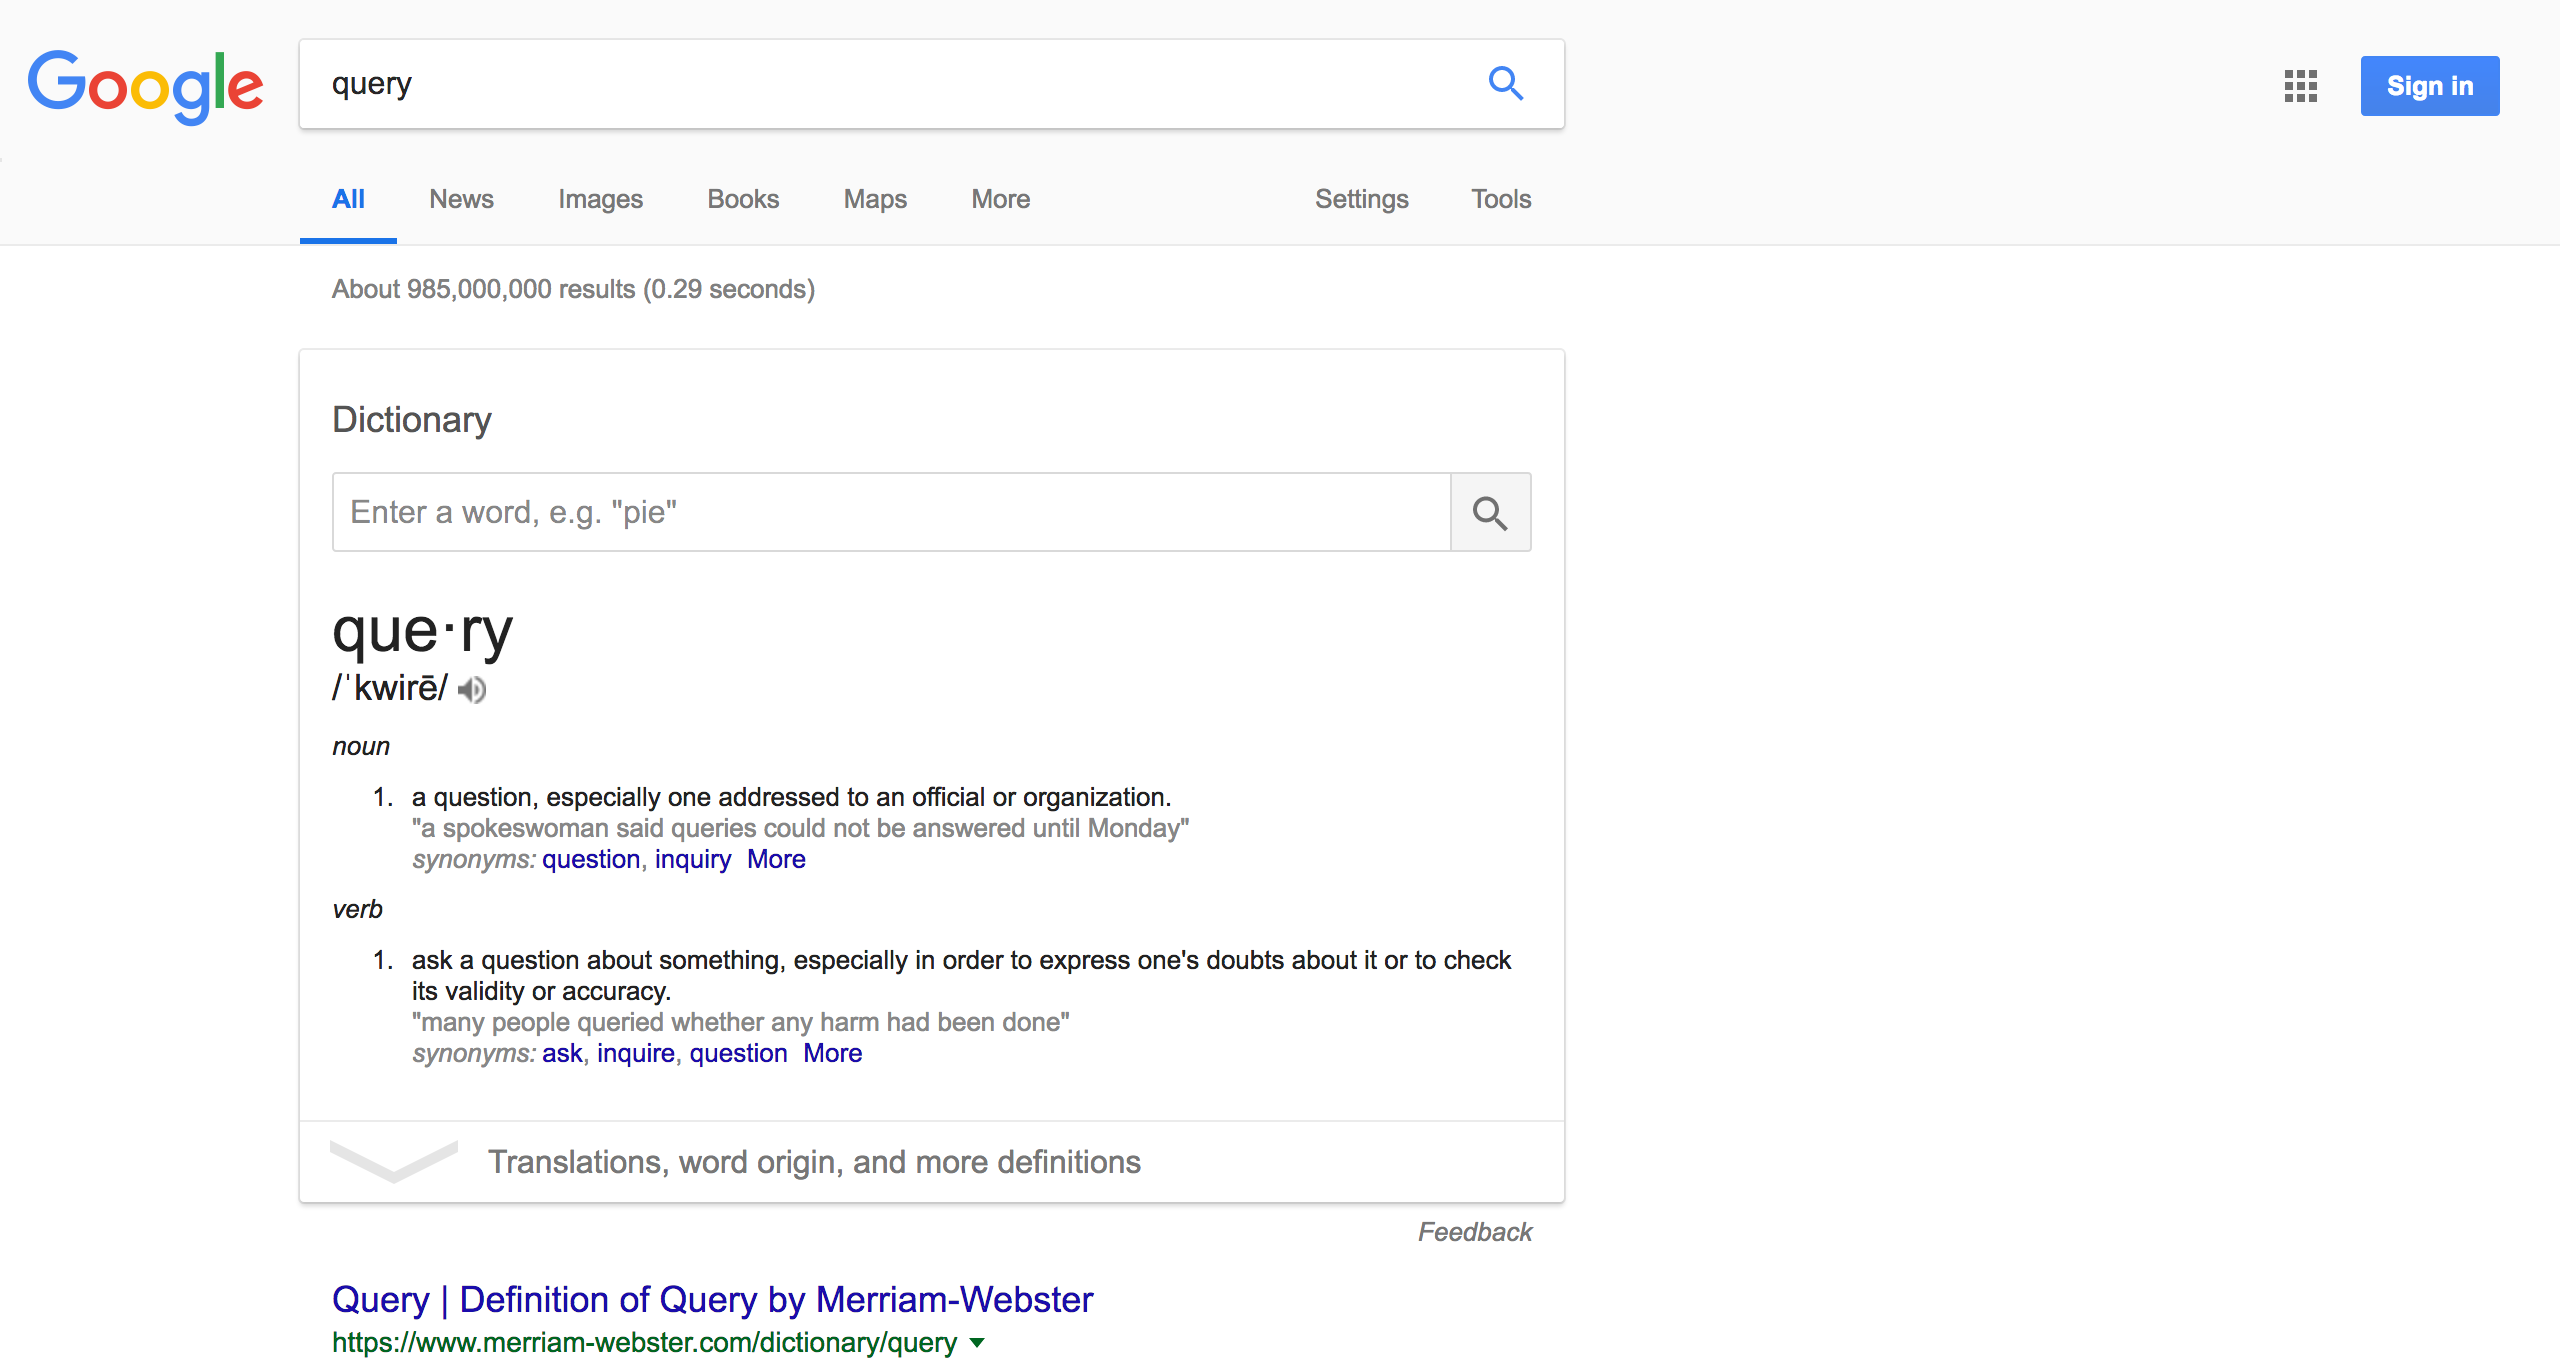 Google
query
Sign in
All News Images Books Maps More Settings Tools
About 985,000,000 results (0.29 seconds)
Dictionary
Enter a word, e.g. "pie"
que·ry
/ˈkwirē/
noun
1. a question, especially one addressed to an official or organization.
"a spokeswoman said queries could not be answered until Monday"
synonyms: question, inquiry More
verb
1. ask a question about something, especially in order to express one's doubts about it or to check
its validity or accuracy.
"many people queried whether any harm had been done"
synonyms: ask, inquire, question More
Translations, word origin, and more definitions
Feedback
Query | Definition of Query by Merriam-Webster
https://www.merriam-webster.com/dictionary/query